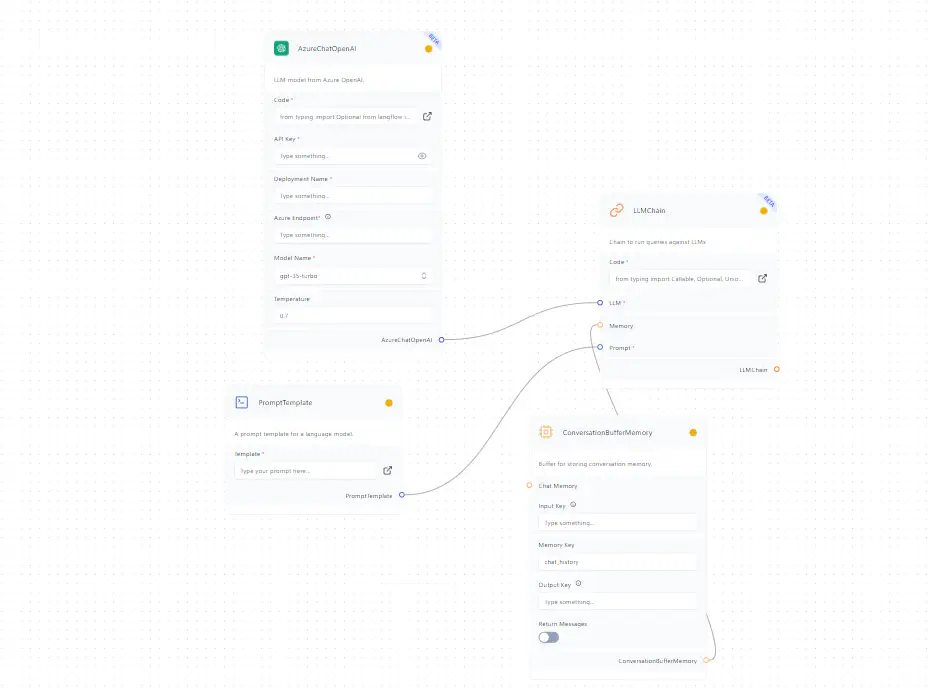 AzureChatOpenAI
BETA
LLM model from Azure OpenAI.
Code *
from typing import Optional from langflow i...
API Key *
Type something...
Deployment Name *
Type something...
Azure Endpoint*
Type something...
Model Name *
gpt-35-turbo
Temperature
0.7
AzureChatOpenAI
LLMChain
BETA
Chain to run queries against LLMs
Code *
from typing import Callable, Optional, Unio...
LLM *
Memory
Prompt *
LLMChain
PromptTemplate
A prompt template for a language model.
Template *
Type your prompt here...
PromptTemplate
ConversationBufferMemory
Buffer for storing conversation memory.
Chat Memory
Input Key
Type something...
Memory Key
chat_history
Output Key
Type something...
Return Messages
ConversationBufferMemory